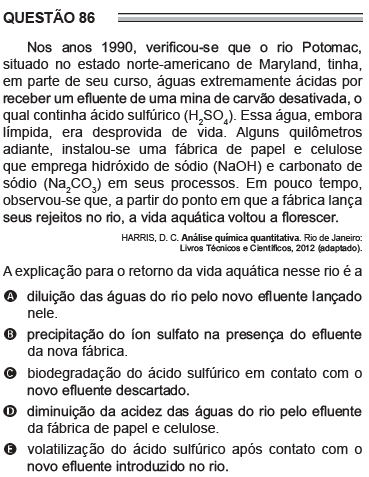 QUESTÃO 86
Nos anos 1990, verificou-se que o rio Potomac,
situado no estado norte-americano de Maryland, tinha,
em parte de seu curso, águas extremamente ácidas por
receber um efluente de uma mina de carvão desativada, o
qual continha ácido sulfúrico (H₂SO₄). Essa água, embora
límpida, era desprovida de vida. Alguns quilômetros
adiante, instalou-se uma fábrica de papel e celulose
que emprega hidróxido de sódio (NaOH) e carbonato de
sódio (Na₂CO₃) em seus processos. Em pouco tempo,
observou-se que, a partir do ponto em que a fábrica lança
seus rejeitos no rio, a vida aquática voltou a florescer.
HARRIS, D. C. Análise química quantitativa. Rio de Janeiro:
Livros Técnicos e Científicos, 2012 (adaptado).
A explicação para o retorno da vida aquática nesse rio é a
A diluição das águas do rio pelo novo efluente lançado
nele.
B precipitação do íon sulfato na presença do efluente
da nova fábrica.
C biodegradação do ácido sulfúrico em contato com o
novo efluente descartado.
D diminuição da acidez das águas do rio pelo efluente
da fábrica de papel e celulose.
E volatilização do ácido sulfúrico após contato com o
novo efluente introduzido no rio.